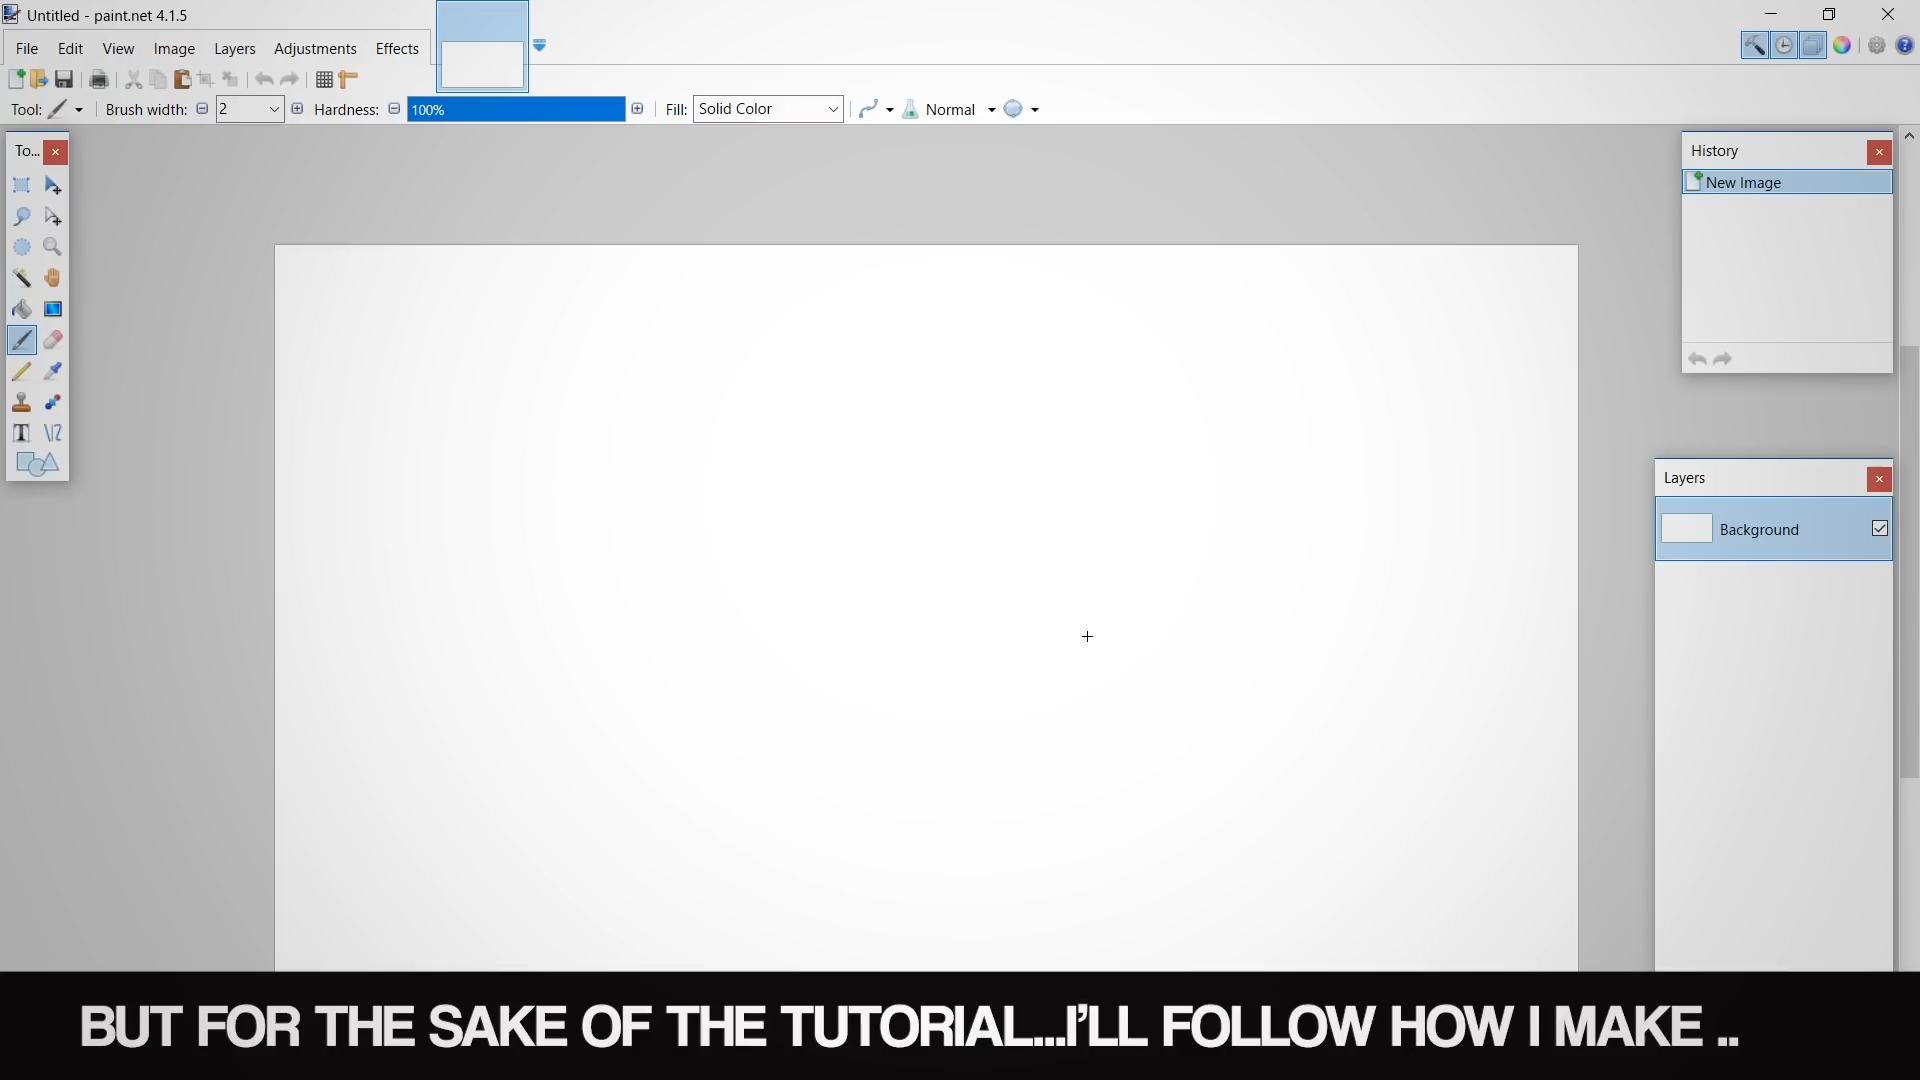 Untitled - paint.net 4.1.5
File Edit View Image Layers Adjustments Effects
Tool: Brush width: 2 Hardness: 100% Fill: Solid Color Normal
To...
History
New Image
Layers
Background
BUT FOR THE SAKE OF THE TUTORIAL...I'LL FOLLOW HOW I MAKE ..